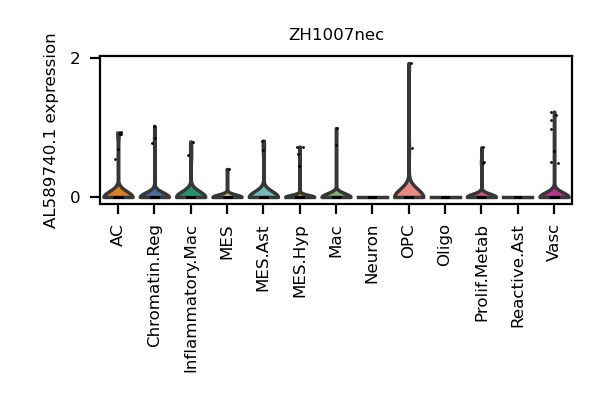 ZH1007nec
AL589740.1 expression
2
0
AC
Chromatin.Reg
Inflammatory.Mac
MES
MES.Ast
MES.Hyp
Mac
Neuron
OPC
Oligo
Prolif.Metab
Reactive.Ast
Vasc